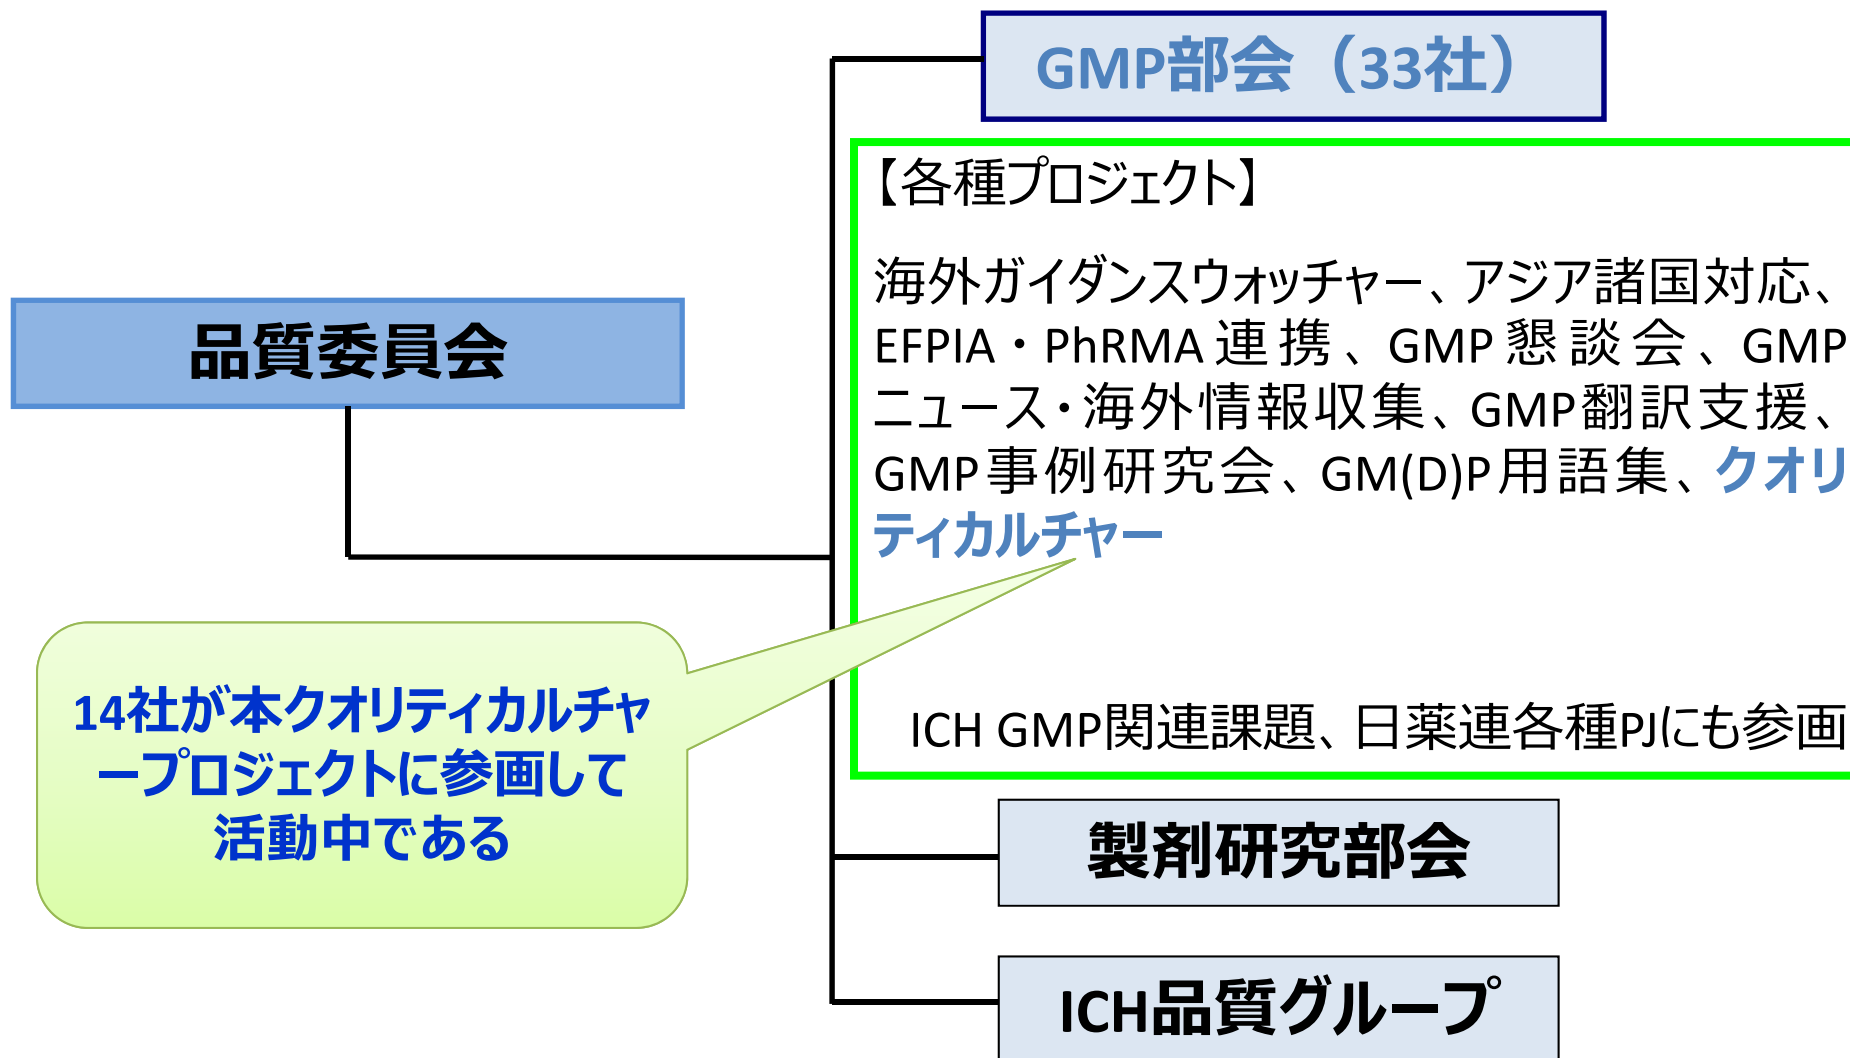 GMP部会（33社）
【各種プロジェクト】
海外ガイダンスウォッチャー、アジア諸国対応、
EFPIA・PhRMA連携、GMP懇談会、GMP
ニュース・海外情報収集、GMP翻訳支援、
GMP事例研究会、GM(D)P用語集、クオリ
ティカルチャー
ICH GMP関連課題、日薬連各種PJにも参画
品質委員会
14社が本クオリティカルチャ
ープロジェクトに参画して
活動中である
製剤研究部会
ICH品質グループ